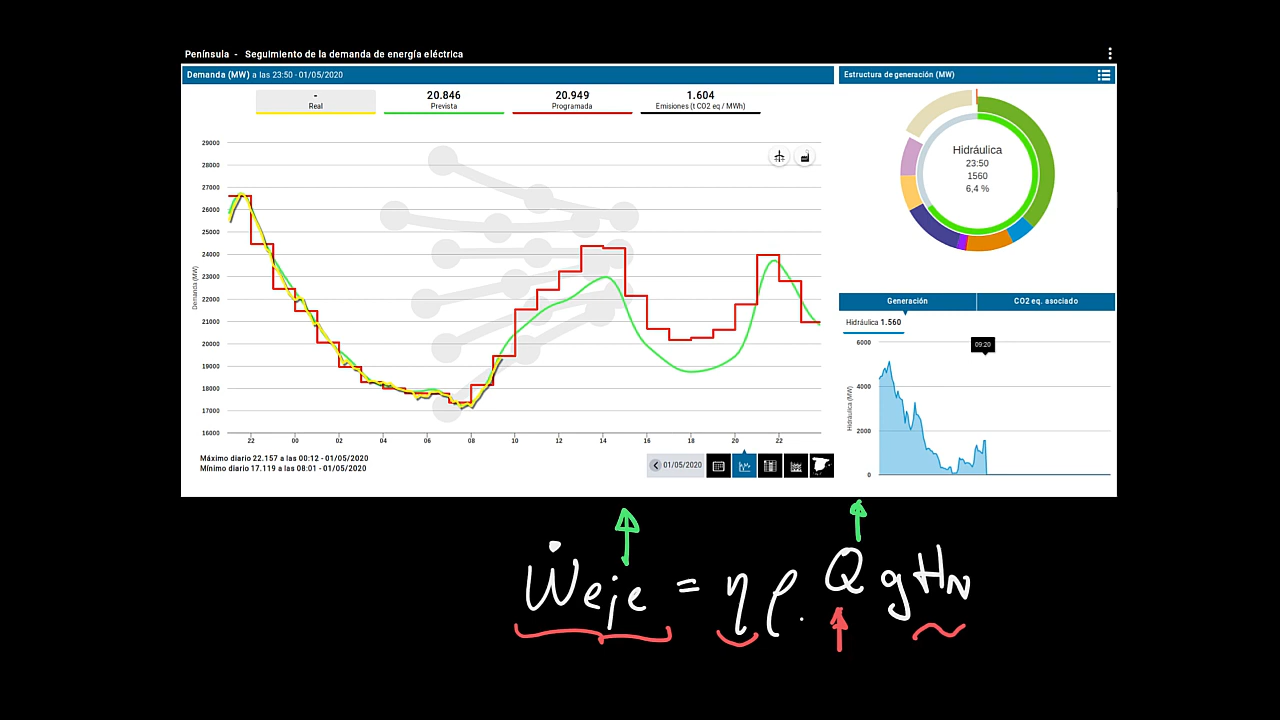 Península - Seguimiento de la demanda de energía eléctrica
Demanda (MW) a las 23:50 - 01/05/2020
-
Real
20.846
Prevista
20.949
Programada
1.604
Emisiones (t CO2 eq / MWh)
Demanda (MW)
29000
28000
27000
26000
25000
24000
23000
22000
21000
20000
19000
18000
17000
16000
22 00 02 04 06 08 10 12 14 16 18 20 22
Máximo diario 22.157 a las 00:12 - 01/05/2020
Mínimo diario 17.119 a las 08:01 - 01/05/2020
01/05/2020
Estructura de generación (MW)
Hidráulica
23:50
1560
6,4 %
Generación CO2 eq. asociado
Hidráulica 1.560
09:20
Hidráulica (MW)
6000
4000
2000
0
Ẇeje = η ρ. Q g HN